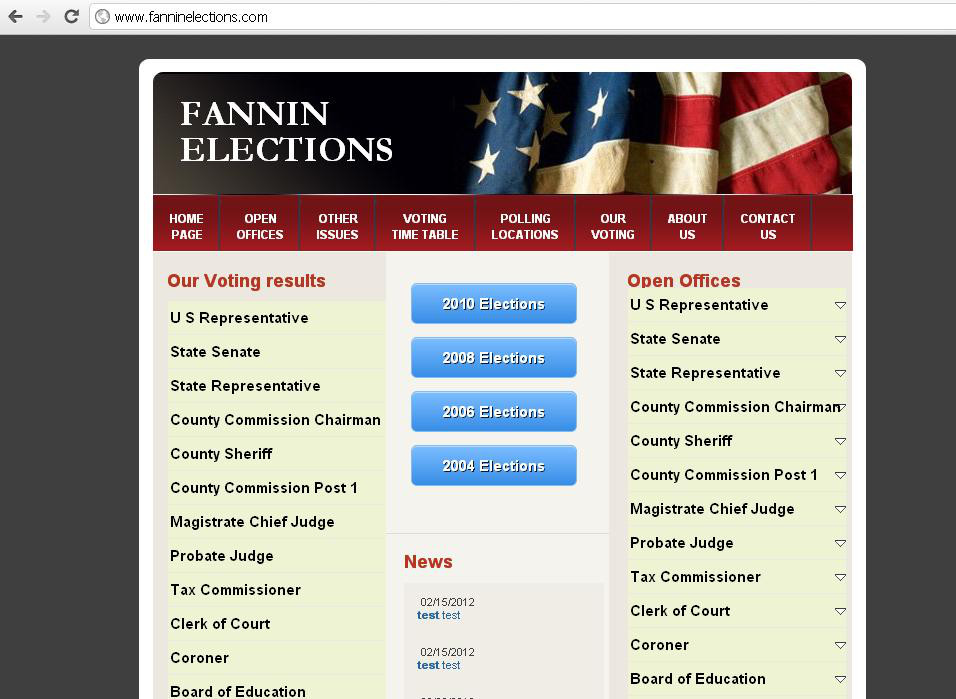 www.fanninelections.com
FANNIN
ELECTIONS
HOME
PAGE
OPEN
OFFICES
OTHER
ISSUES
VOTING
TIME TABLE
POLLING
LOCATIONS
OUR
VOTING
ABOUT
US
CONTACT
US
Our Voting results
U S Representative
State Senate
State Representative
County Commission Chairman
County Sheriff
County Commission Post 1
Magistrate Chief Judge
Probate Judge
Tax Commissioner
Clerk of Court
Coroner
Board of Education
2010 Elections
2008 Elections
2006 Elections
2004 Elections
News
02/15/2012
test test
02/15/2012
test test
Open Offices
U S Representative
State Senate
State Representative
County Commission Chairman
County Sheriff
County Commission Post 1
Magistrate Chief Judge
Probate Judge
Tax Commissioner
Clerk of Court
Coroner
Board of Education